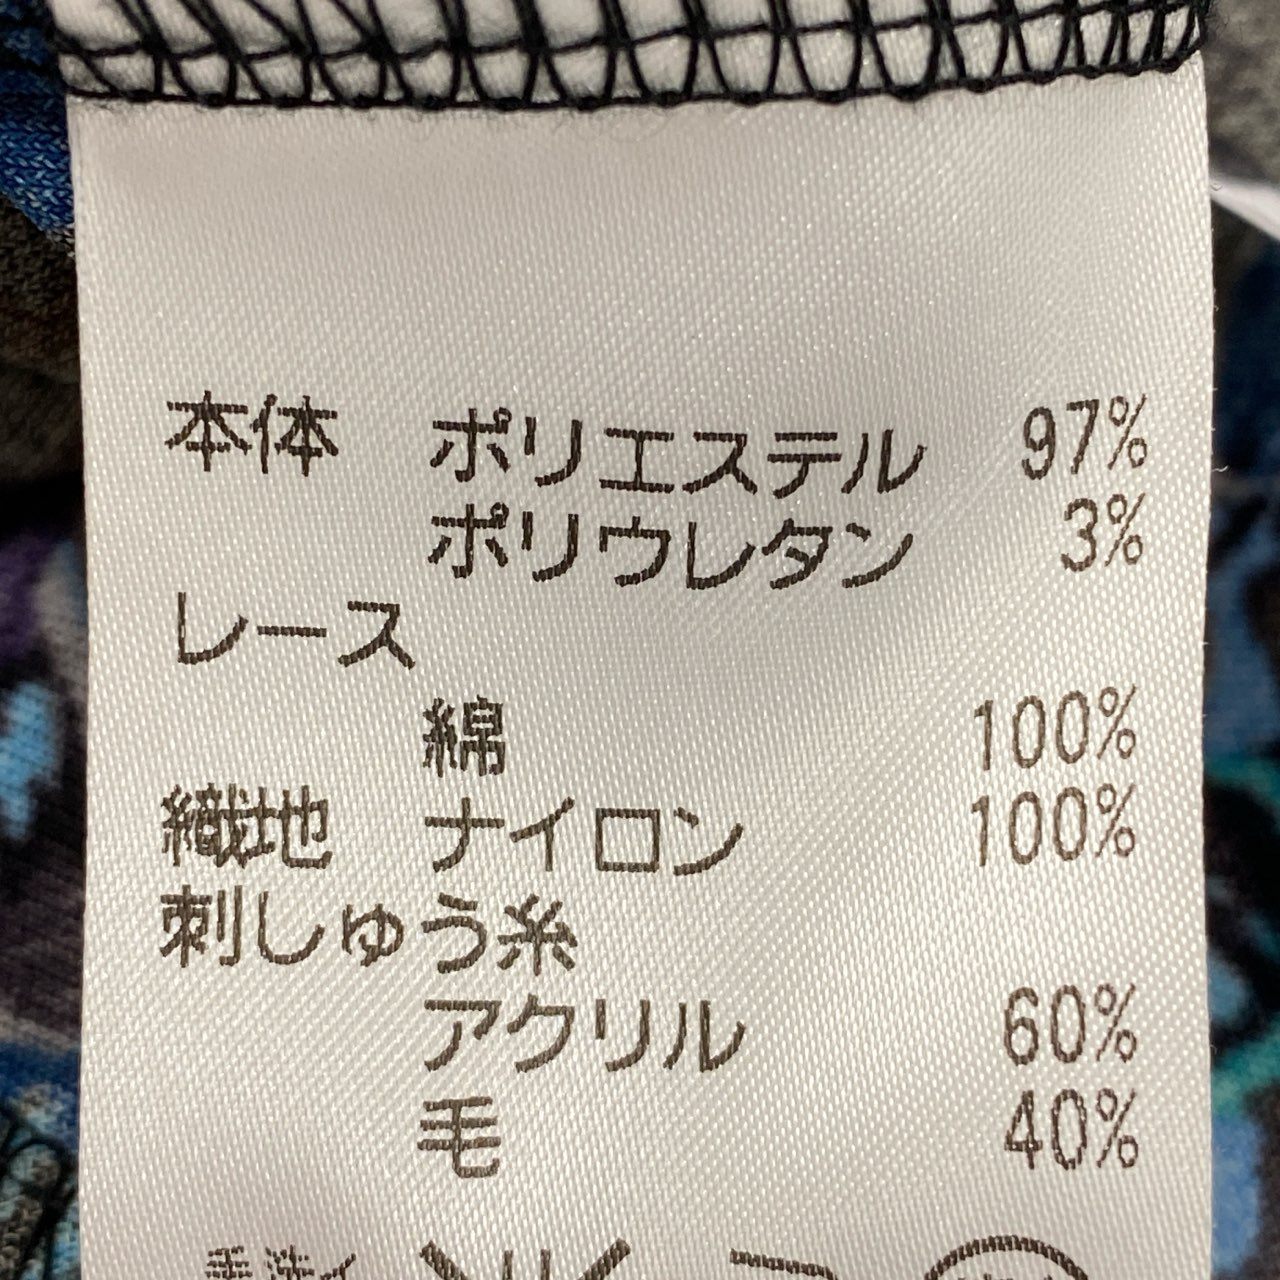 本体 ポリエステル 97%
ポリウレタン 3%
レース
綿 100%
織地 ナイロン 100%
刺しゅう糸
アクリル 60%
毛 40%